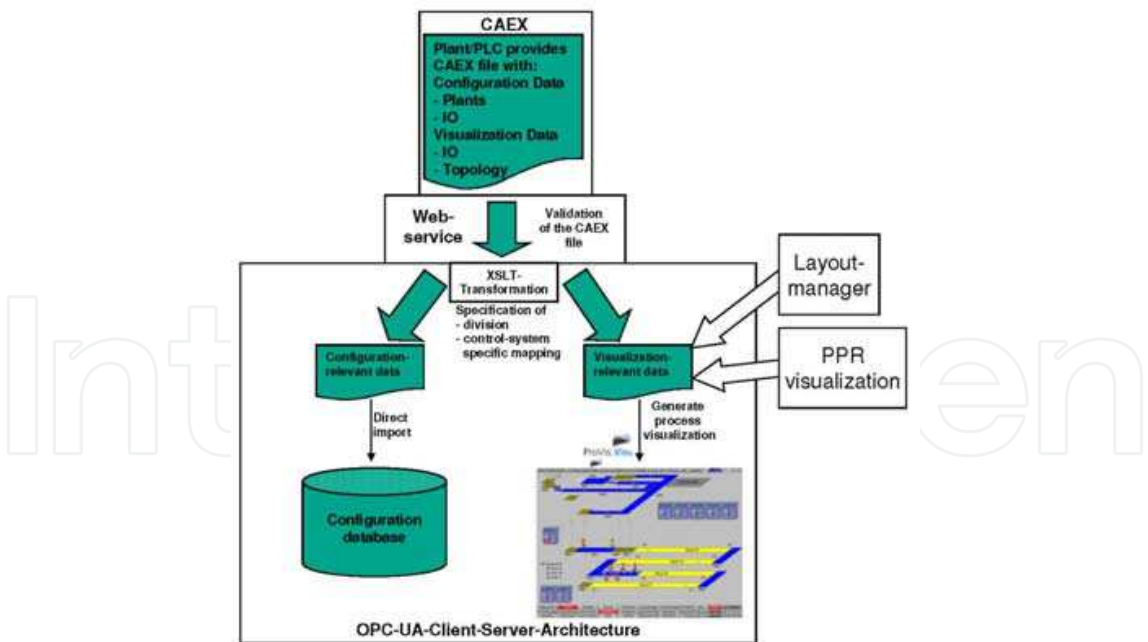 CAEX
Plant/PLC provides
CAEX file with:
Configuration Data
- Plants
- IO
Visualization Data
- IO
- Topology
Web-
service
Validation
of the CAEX
file
XSLT-
Transformation
Specification of
- division
- control-system
specific mapping
Layout-
manager
PPR
visualization
Configuration-
relevant data
Visualization-
relevant data
Direct
import
Generate
process
visualization
ProVis.Visu
Configuration
database
OPC-UA-Client-Server-Architecture